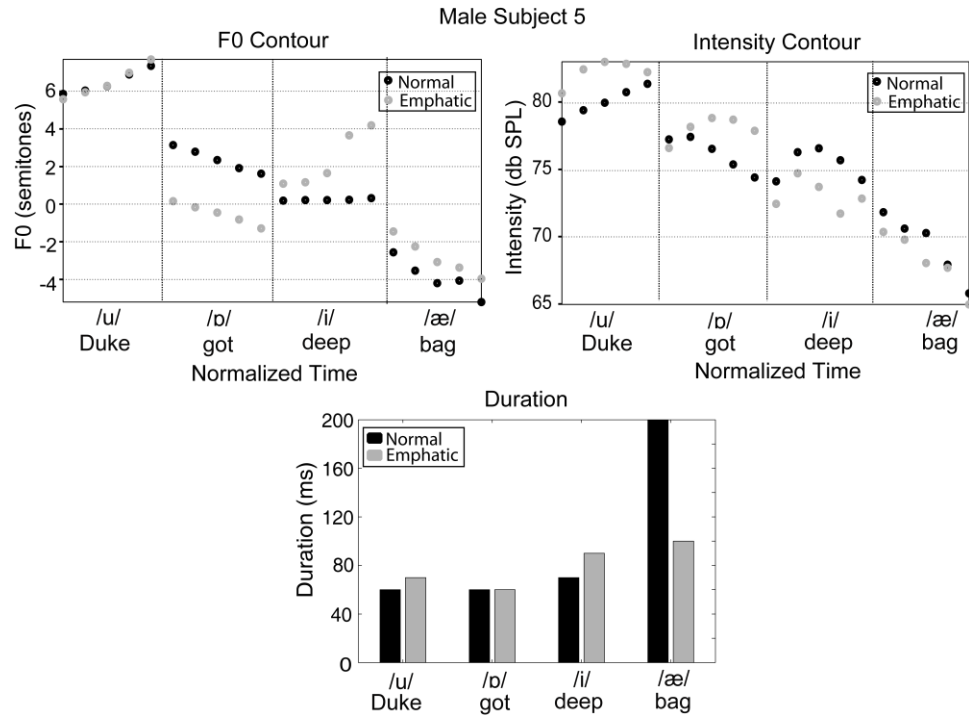 Male Subject 5
F0 Contour
Normal
Emphatic
F0 (semitones)
6
4
2
0
-2
-4
/u/ /ɒ/ /i/ /æ/
Duke got deep bag
Normalized Time
Intensity Contour
Normal
Emphatic
Intensity (db SPL)
80
75
70
65
/u/ /ɒ/ /i/ /æ/
Duke got deep bag
Normalized Time
Duration
Normal
Emphatic
Duration (ms)
200
160
120
80
40
0
/u/ /ɒ/ /i/ /æ/
Duke got deep bag